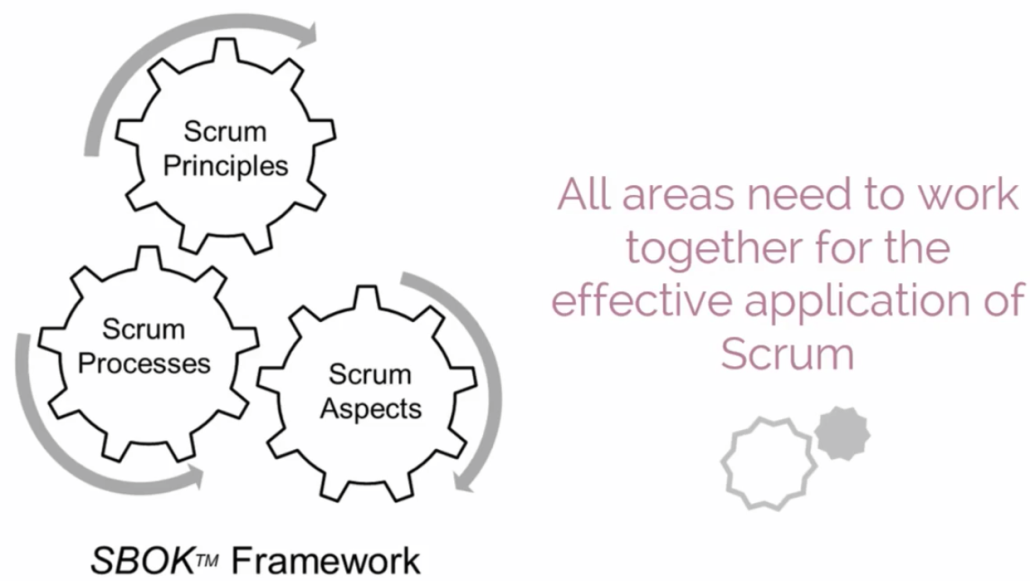 Scrum
Principles
Scrum
Processes
Scrum
Aspects
SBOK™ Framework
All areas need to work
together for the
effective application of
Scrum